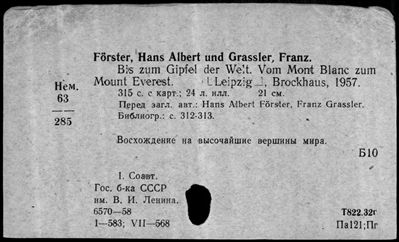 Förster, Hans Albert und Grassler, Franz.
Bis zum Gipfel der Welt. Vom Mont Blanc zum
Mount Everest. Leipzig, Brockhaus, 1957.
Нем.
63
285
315 с. с карт.; 24 л. илл. 21 см.
Перед загл. авт.: Hans Albert Förster, Franz Grassler.
Библиогр.: с. 312-313.
Восхождение на высочайшие вершины мира.
Б10
I. Соавт.
Гос. б-ка СССР
им. В. И. Ленина.
6570—58
1—583; VII—568
Т822.32г
Па121;Пг